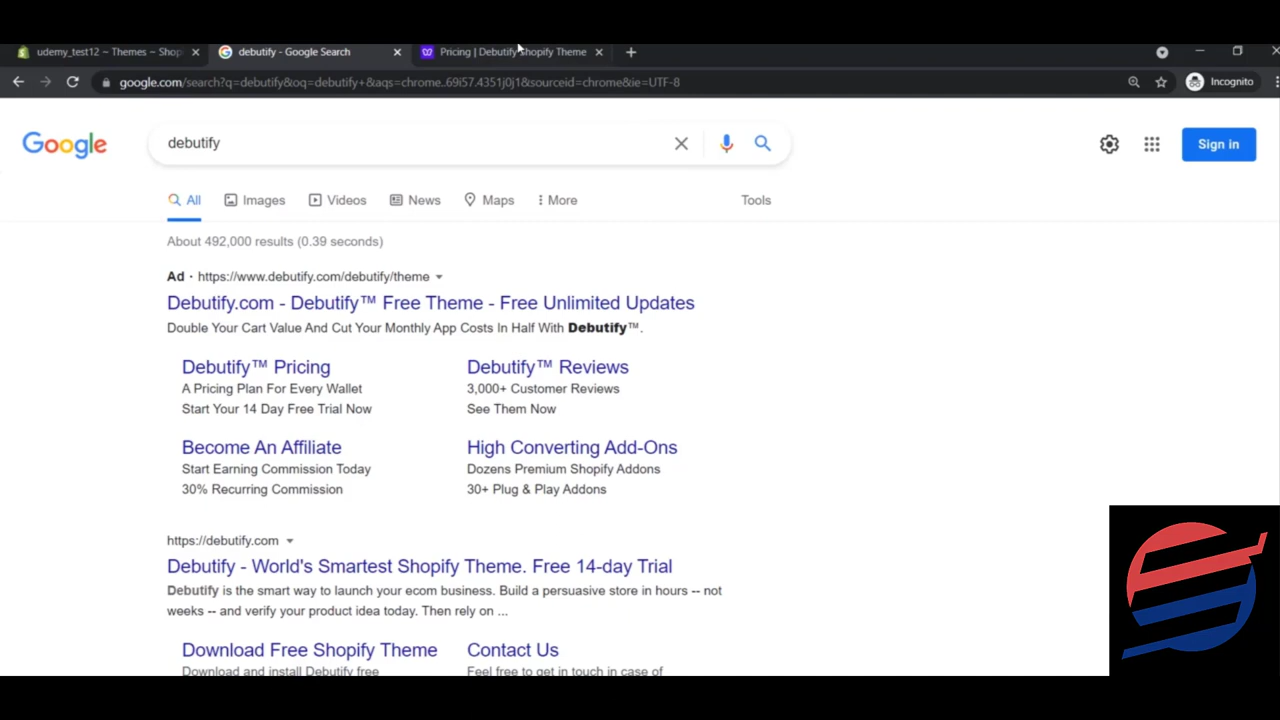 udemy_test12 ~ Themes ~ Shop
debutify - Google Search
Pricing | Debutify Shopify Theme
google.com/search?q=debutify&oq=debutify+&aqs=chrome..69i57.4351j0j1&sourceid=chrome&ie=UTF-8
Incognito
Google
debutify
Sign in
All
Images
Videos
News
Maps
More
Tools
About 492,000 results (0.39 seconds)
Ad · https://www.debutify.com/debutify/theme
Debutify.com - Debutify™ Free Theme - Free Unlimited Updates
Double Your Cart Value And Cut Your Monthly App Costs In Half With Debutify™.
Debutify™ Pricing
A Pricing Plan For Every Wallet
Start Your 14 Day Free Trial Now
Debutify™ Reviews
3,000+ Customer Reviews
See Them Now
Become An Affiliate
Start Earning Commission Today
30% Recurring Commission
High Converting Add-Ons
Dozens Premium Shopify Addons
30+ Plug & Play Addons
https://debutify.com
Debutify - World's Smartest Shopify Theme. Free 14-day Trial
Debutify is the smart way to launch your ecom business. Build a persuasive store in hours -- not
weeks -- and verify your product idea today. Then rely on ...
Download Free Shopify Theme
Download and install Debutify free
Contact Us
Feel free to get in touch in case of